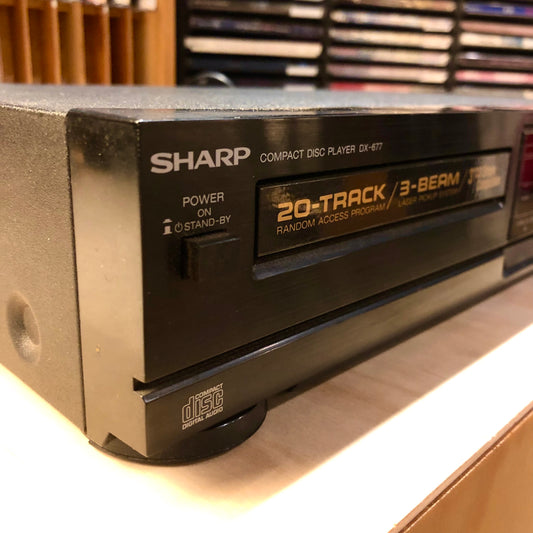 SHARP COMPACT DISC PLAYER DX-677
POWER
ON
STAND-BY
20-TRACK/3-BEAM/
RANDOM ACCESS PROGRAM LASER PICKUP SYSTEM
COMPACT
disc
DIGITAL AUDIO